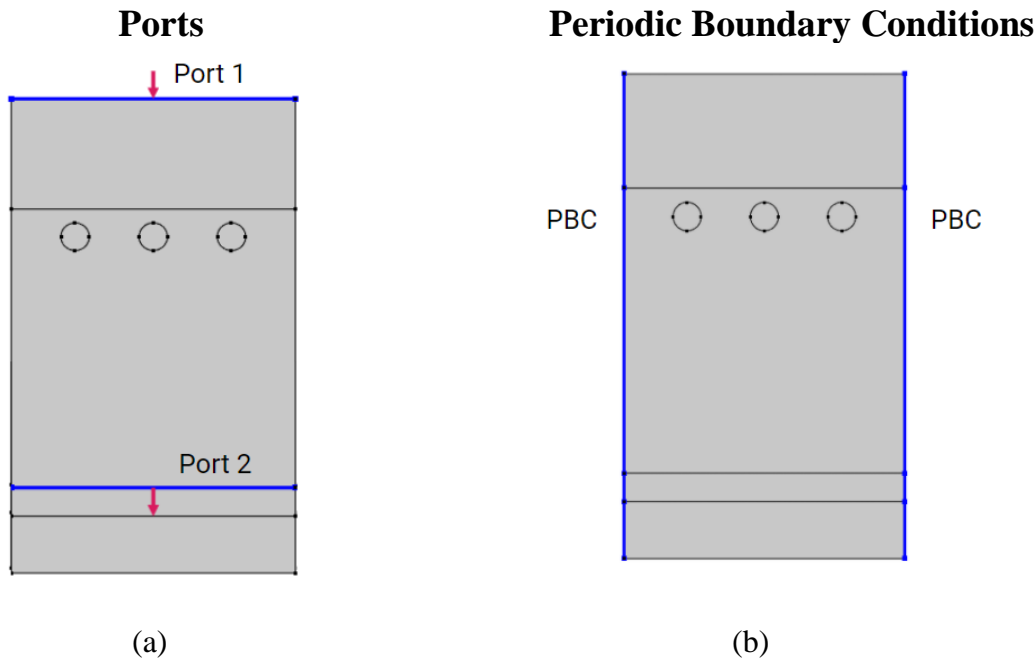 Ports
Periodic Boundary Conditions
Port 1
PBC
PBC
Port 2
(a)
(b)